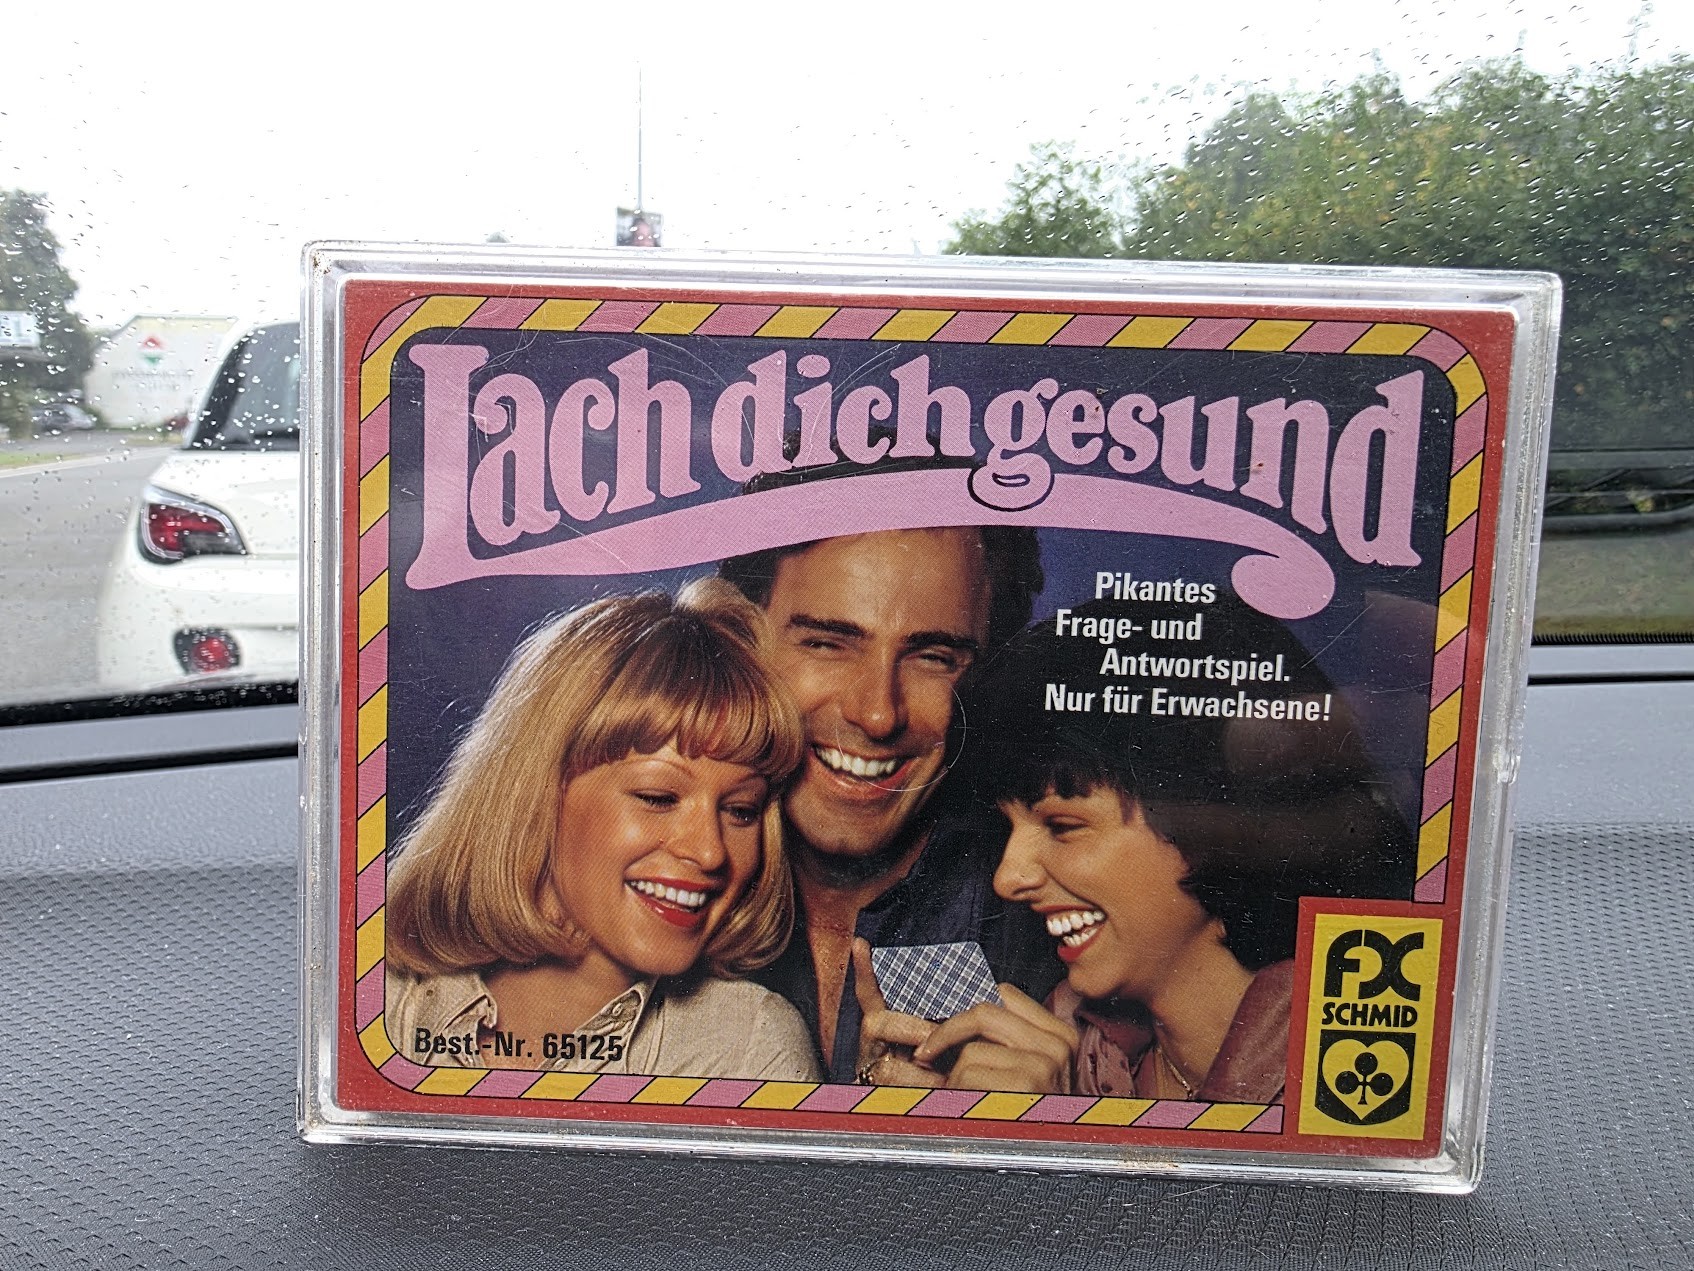 Lach dich gesund
Pikantes
Frage- und
Antwortspiel.
Nur für Erwachsene!
Best.-Nr. 65125
FX
SCHMID